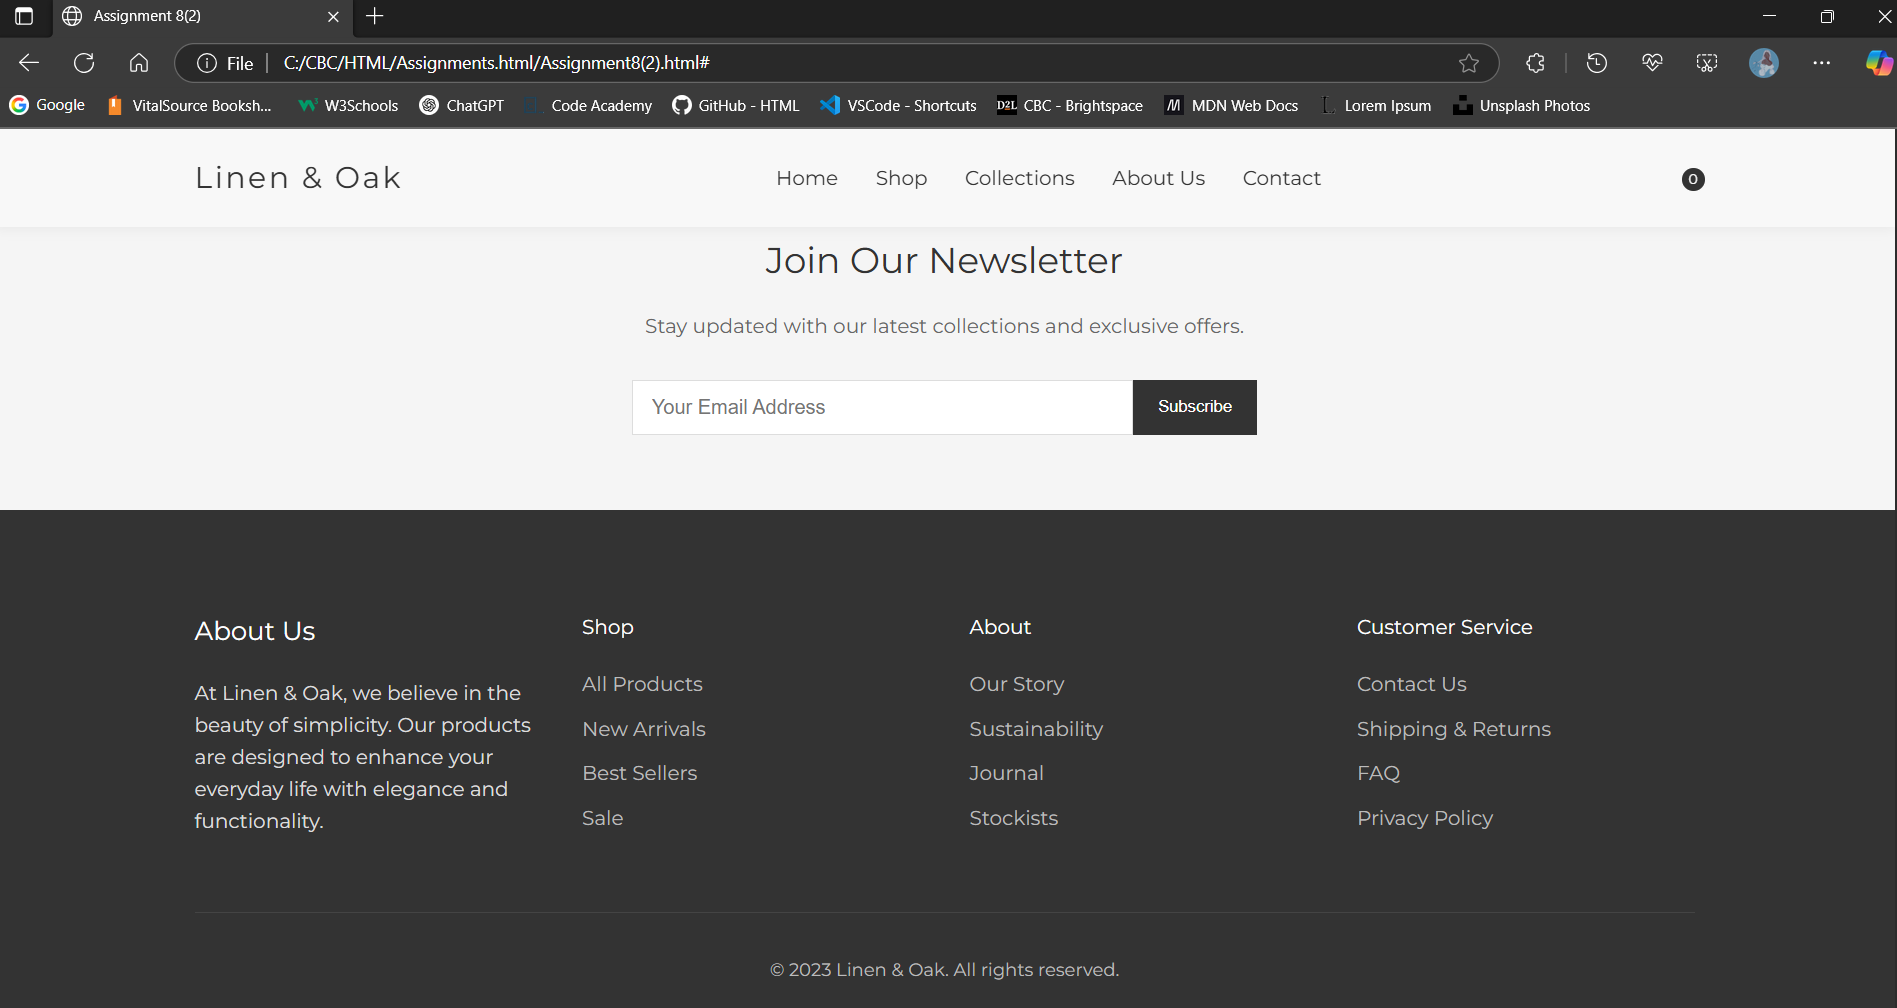 Assignment 8(2)
File C:/CBC/HTML/Assignments.html/Assignment8(2).html#
Google VitalSource Booksh... W3Schools ChatGPT Code Academy GitHub - HTML VSCode - Shortcuts D2L CBC - Brightspace M MDN Web Docs L Lorem Ipsum Unsplash Photos
Linen & Oak Home Shop Collections About Us Contact 0
Join Our Newsletter
Stay updated with our latest collections and exclusive offers.
Your Email Address Subscribe
About Us
At Linen & Oak, we believe in the
beauty of simplicity. Our products
are designed to enhance your
everyday life with elegance and
functionality.
Shop
All Products
New Arrivals
Best Sellers
Sale
About
Our Story
Sustainability
Journal
Stockists
Customer Service
Contact Us
Shipping & Returns
FAQ
Privacy Policy
© 2023 Linen & Oak. All rights reserved.